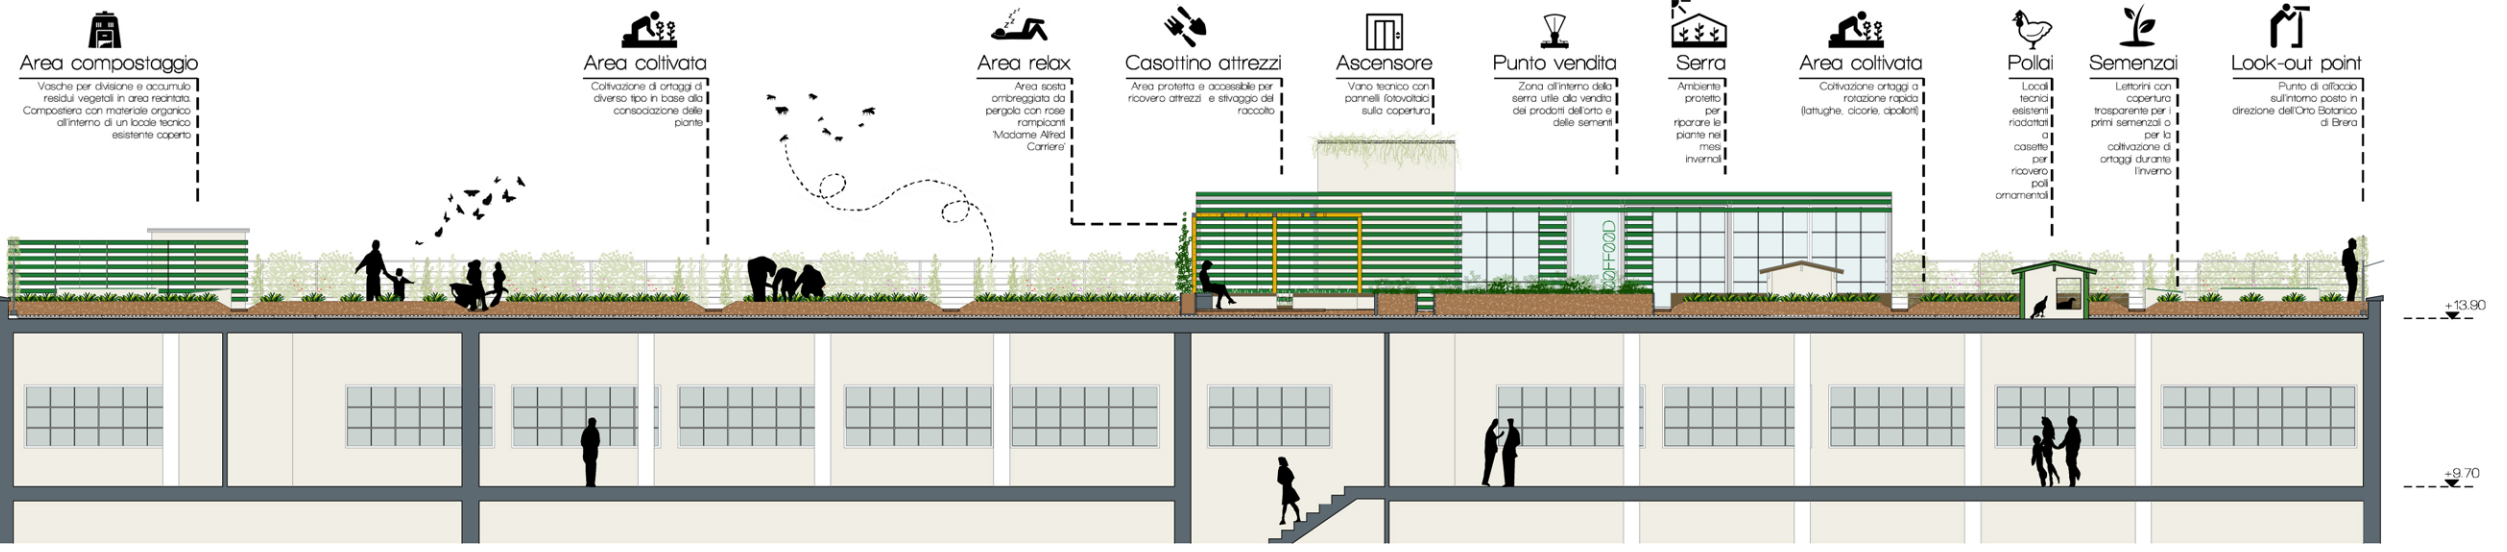 Area compostaggio
Vasche per divisione e accumulo
residui vegetali in area recintata.
Compostiera con materiale organico
all'interno di un locale tecnico
esistente coperto
Area coltivata
Coltivazione di ortaggi di
diverso tipo in base alla
consociazione delle
piante
Area relax
Area sosta
ombreggiata da
pergola con rose
rampicanti
'Madame Alfred
Carriere'
Casottino attrezzi
Area protetta e accessibile per
ricovero attrezzi e stivaggio del
raccolto
Ascensore
Vano tecnico con
pannelli fotovoltaici
sulla copertura
Punto vendita
Zona all'interno della
serra utile alla vendita
dei prodotti dell'orto e
delle sementi
Serra
Ambiente
protetto
per
riparare le
piante nei
mesi
invernali
Area coltivata
Coltivazione ortaggi a
rotazione rapida
(lattughe, cicorie, cipollotti)
Pollai
Locali
tecnici
esistenti
riadattati
a
casette
per
ricovero
polli
ornamentali
Semenzai
Lettorini con
copertura
trasparente per i
primi semenzali o
per la
coltivazione di
ortaggi durante
l'inverno
Look-out point
Punto di affaccio
sull'intorno posto in
direzione dell'Orto Botanico
di Brera
ØFFØØD
+13.90
+9.70